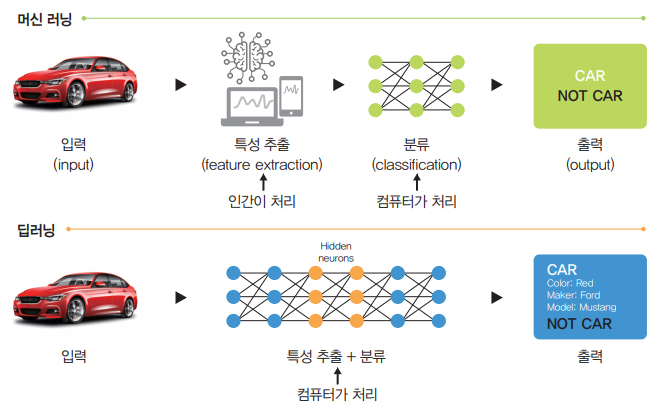 머신 러닝
CAR
NOT CAR
입력
(input)
특성 추출
(feature extraction)
분류
(classification)
출력
(output)
인간이 처리
컴퓨터가 처리
딥러닝
Hidden
neurons
CAR
Color: Red
Maker: Ford
Model: Mustang
NOT CAR
입력
특성 추출 + 분류
출력
컴퓨터가 처리